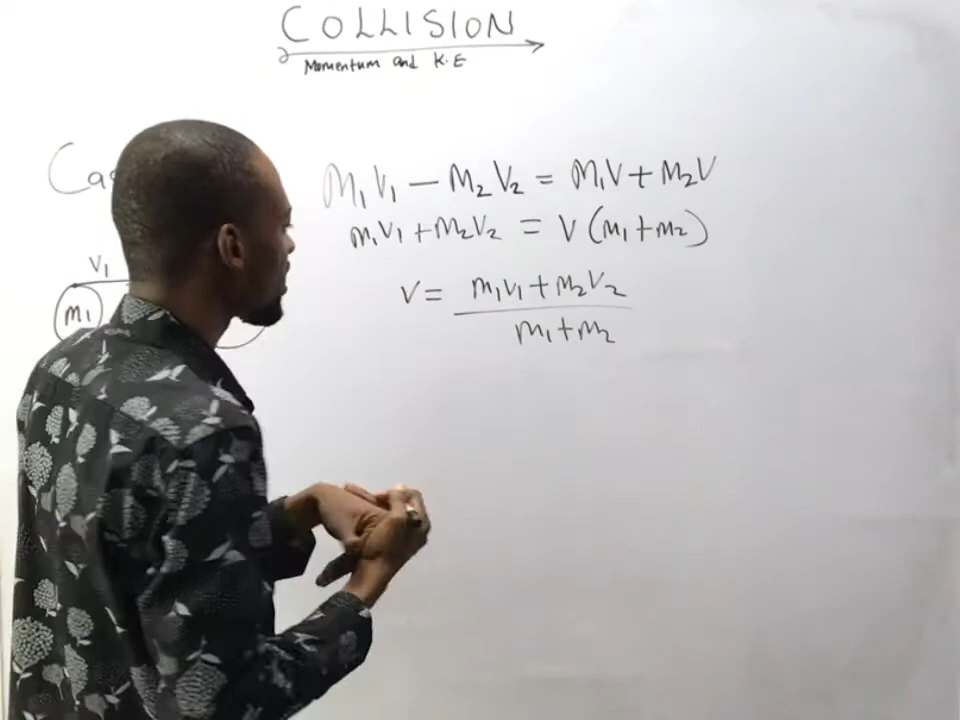 COLLISION
Momentum and K.E
M₁V₁ − M₂V₂ = M₁V + M₂V
m₁V₁ + M₂V₂ = V (m₁ + m₂)
V₁
m₁
V = m₁v₁ + M₂V₂ / m₁ + m₂